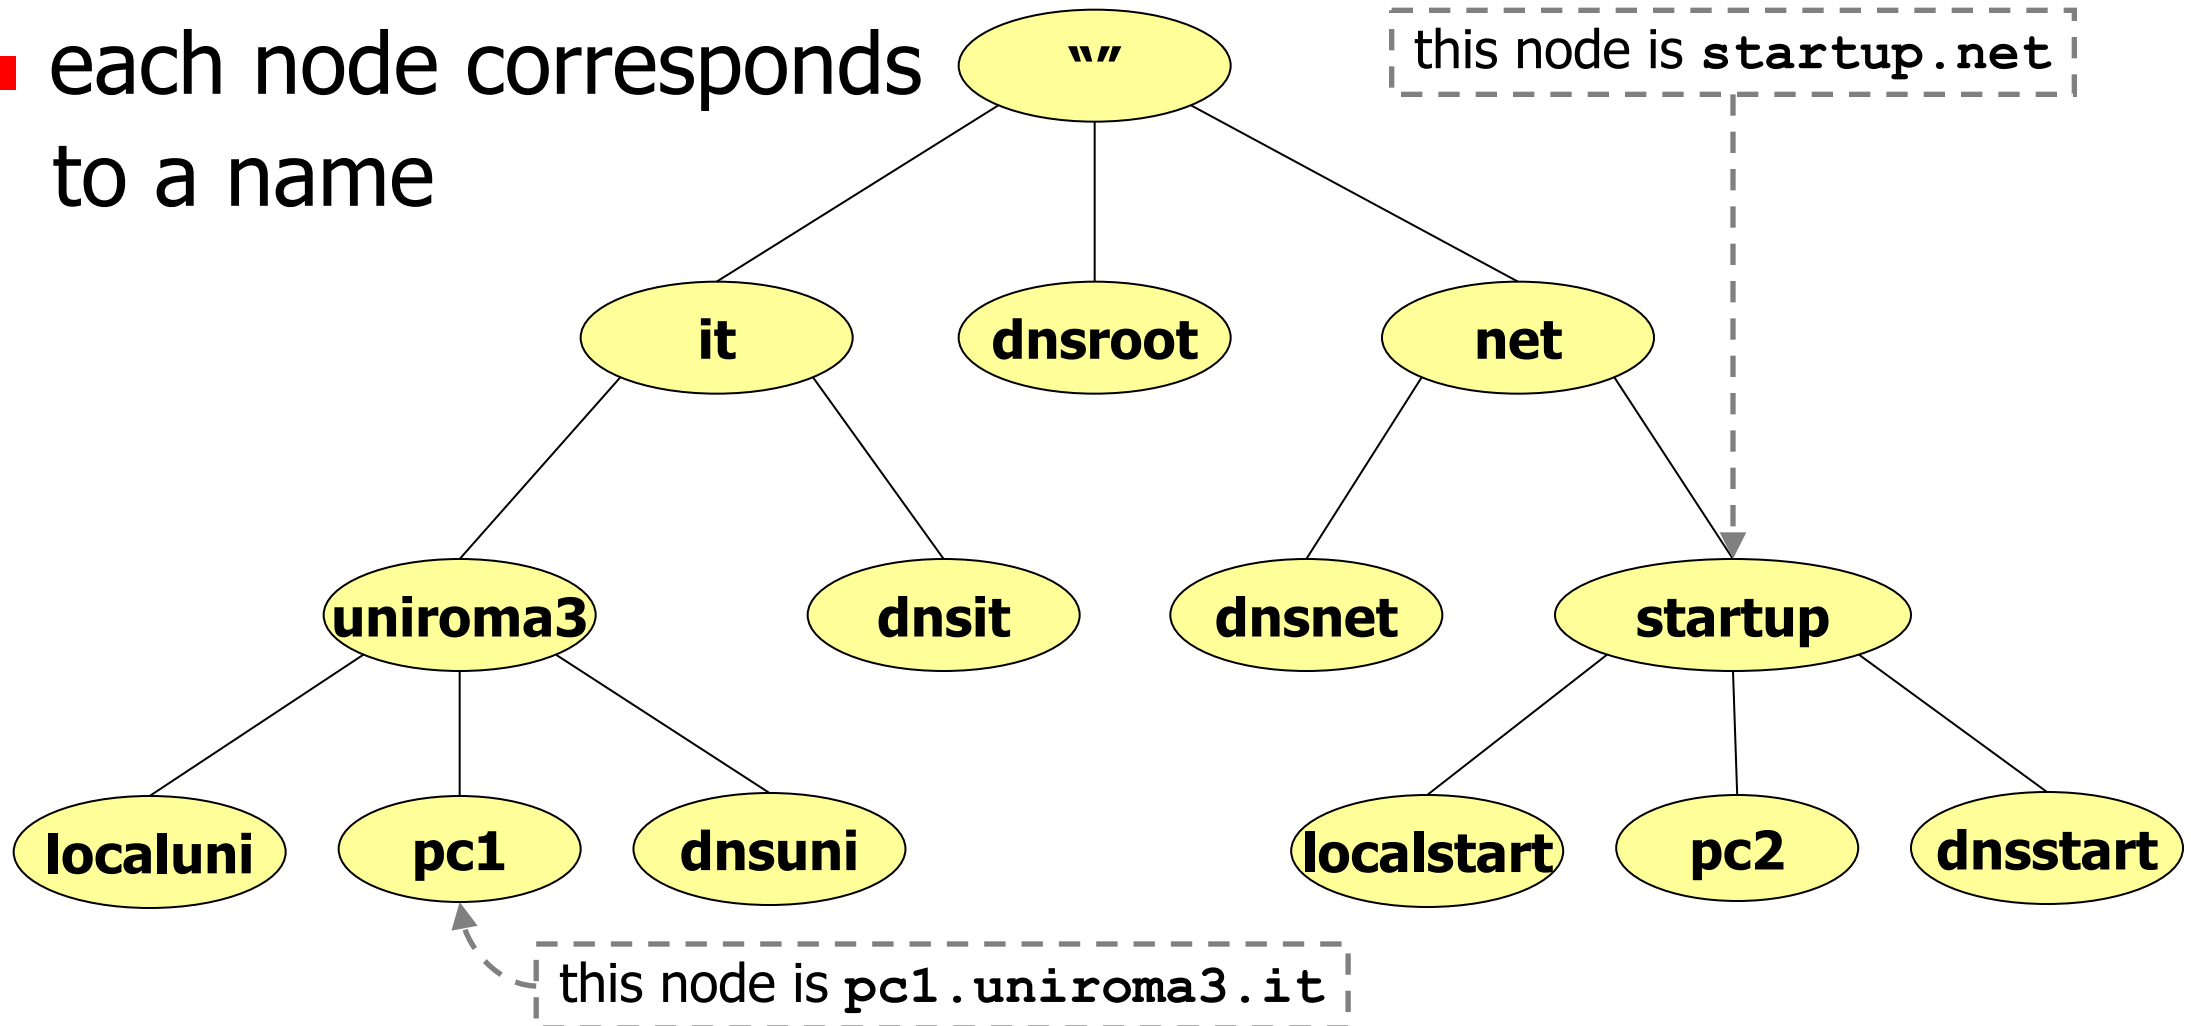 each node corresponds
to a name
“”
this node is startup.net
it
dnsroot
net
uniroma3
dnsit
dnsnet
startup
localuni
pc1
dnsuni
localstart
pc2
dnsstart
this node is pc1.uniroma3.it